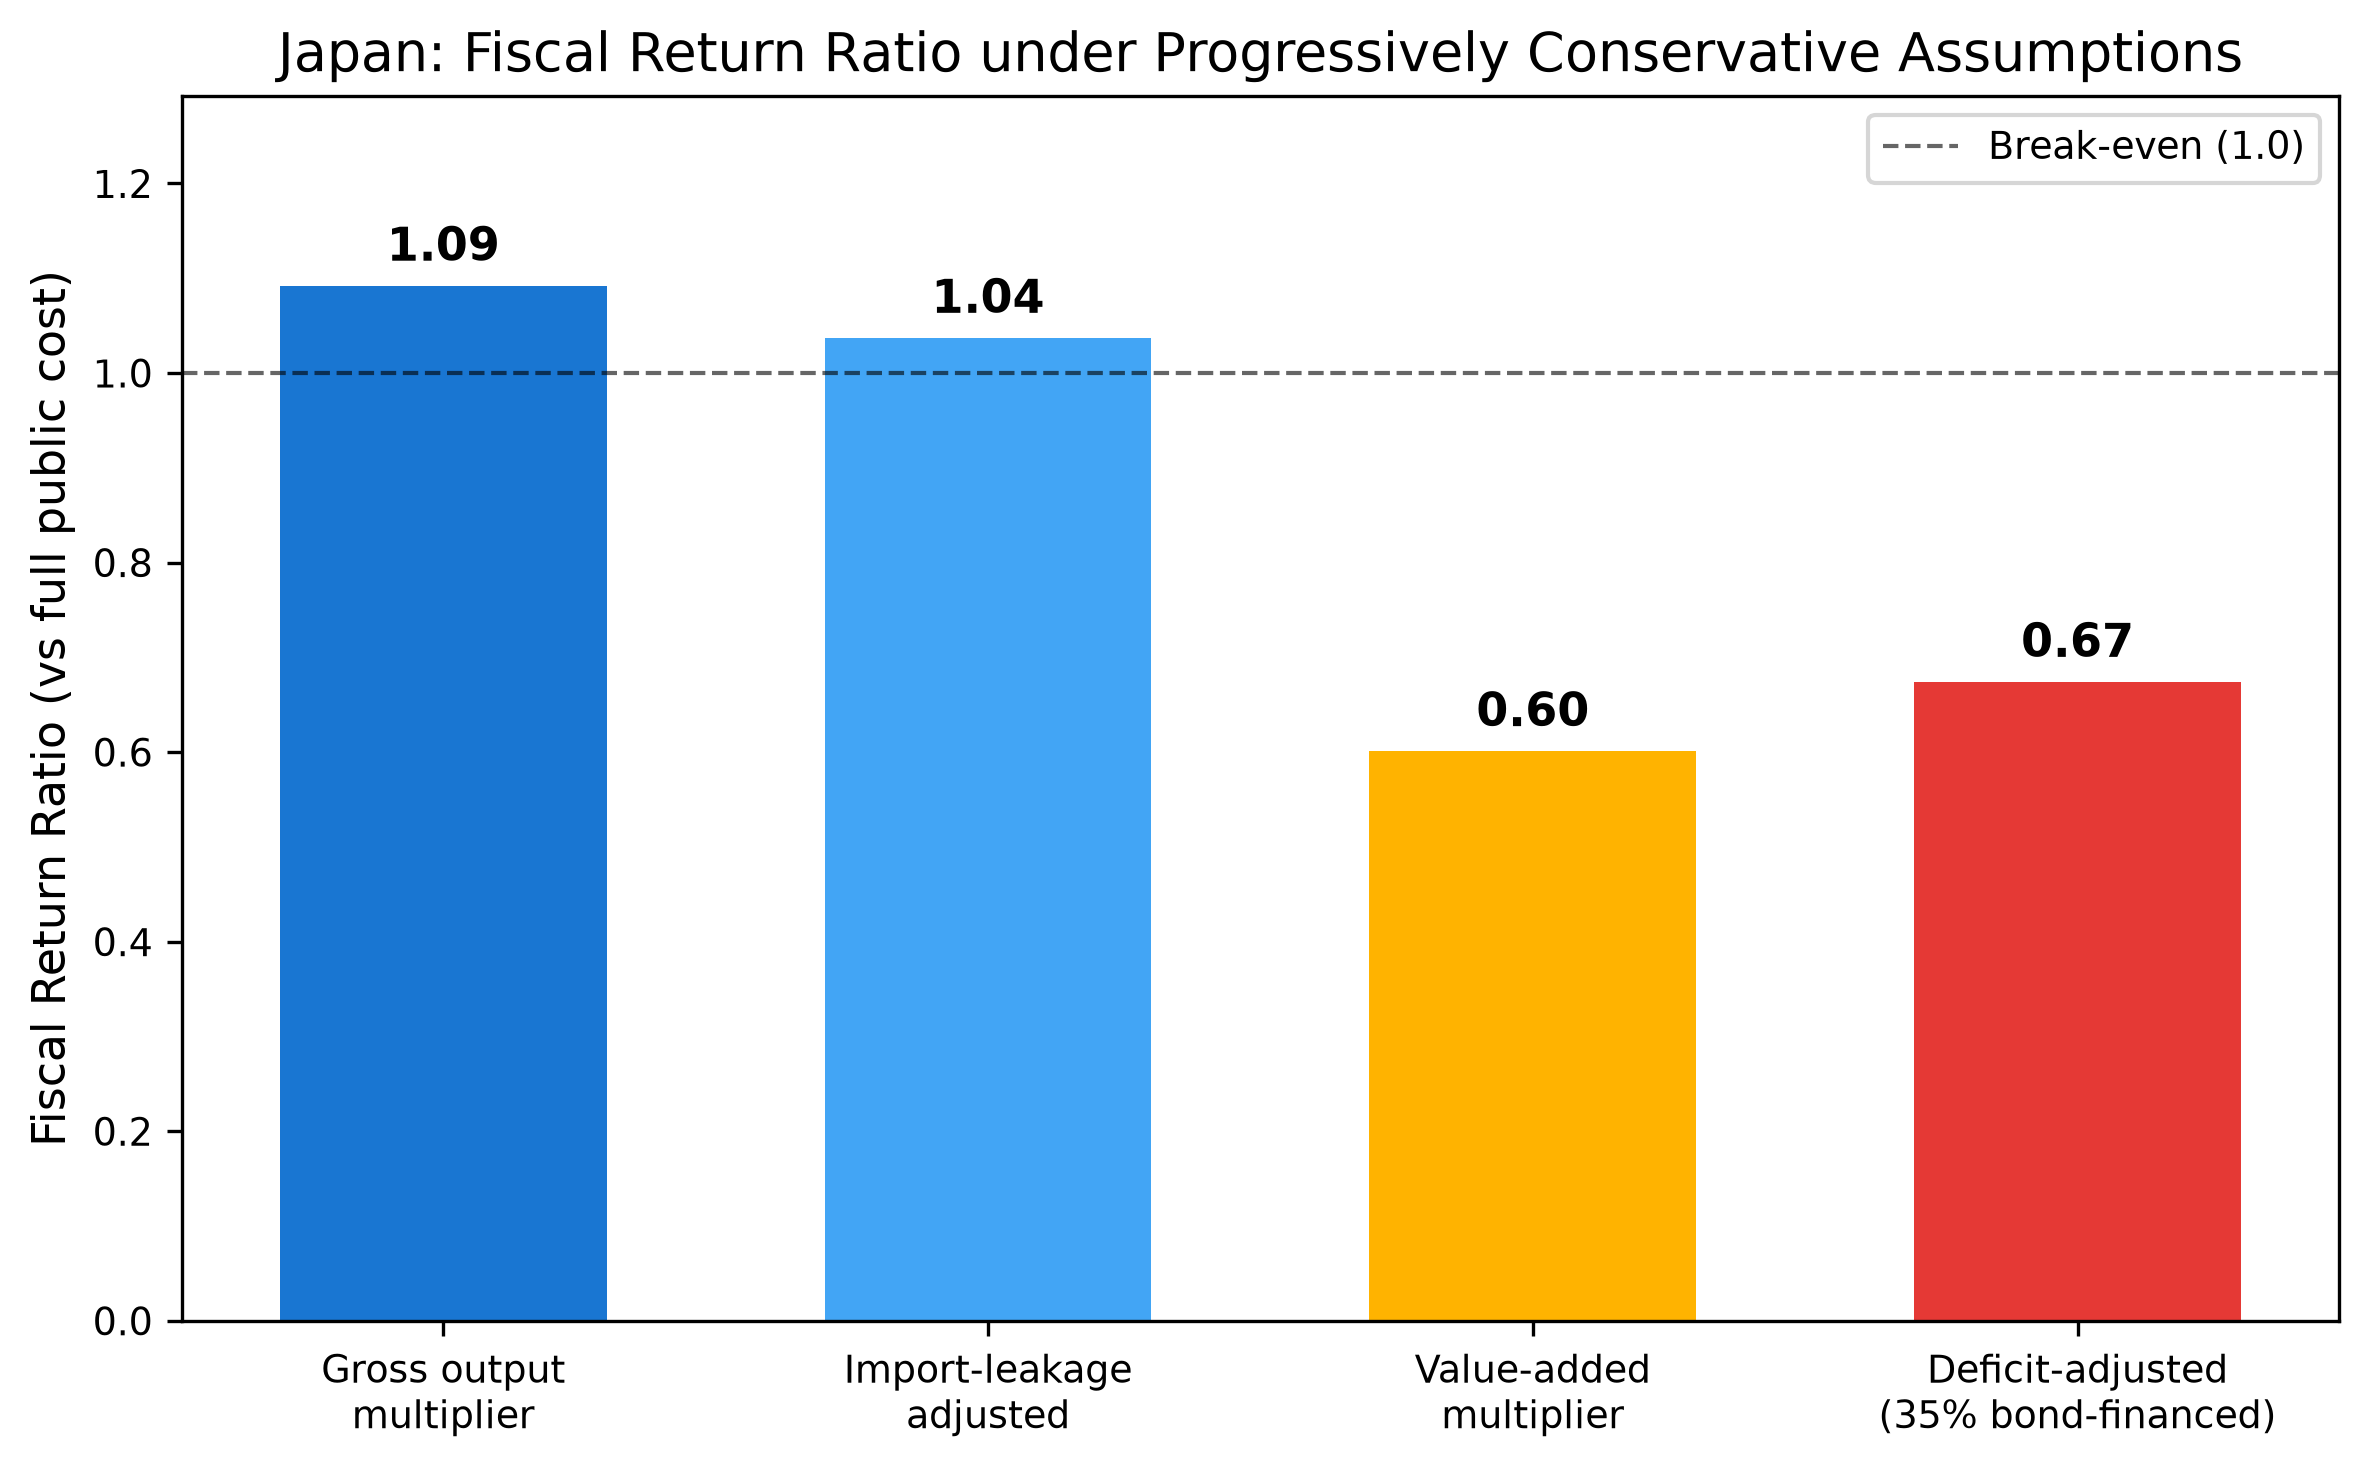 Japan: Fiscal Return Ratio under Progressively Conservative Assumptions
Break-even (1.0)
Fiscal Return Ratio (vs full public cost)
1.2
1.0
0.8
0.6
0.4
0.2
0.0
1.09
1.04
0.60
0.67
Gross output
multiplier
Import-leakage
adjusted
Value-added
multiplier
Deficit-adjusted
(35% bond-financed)